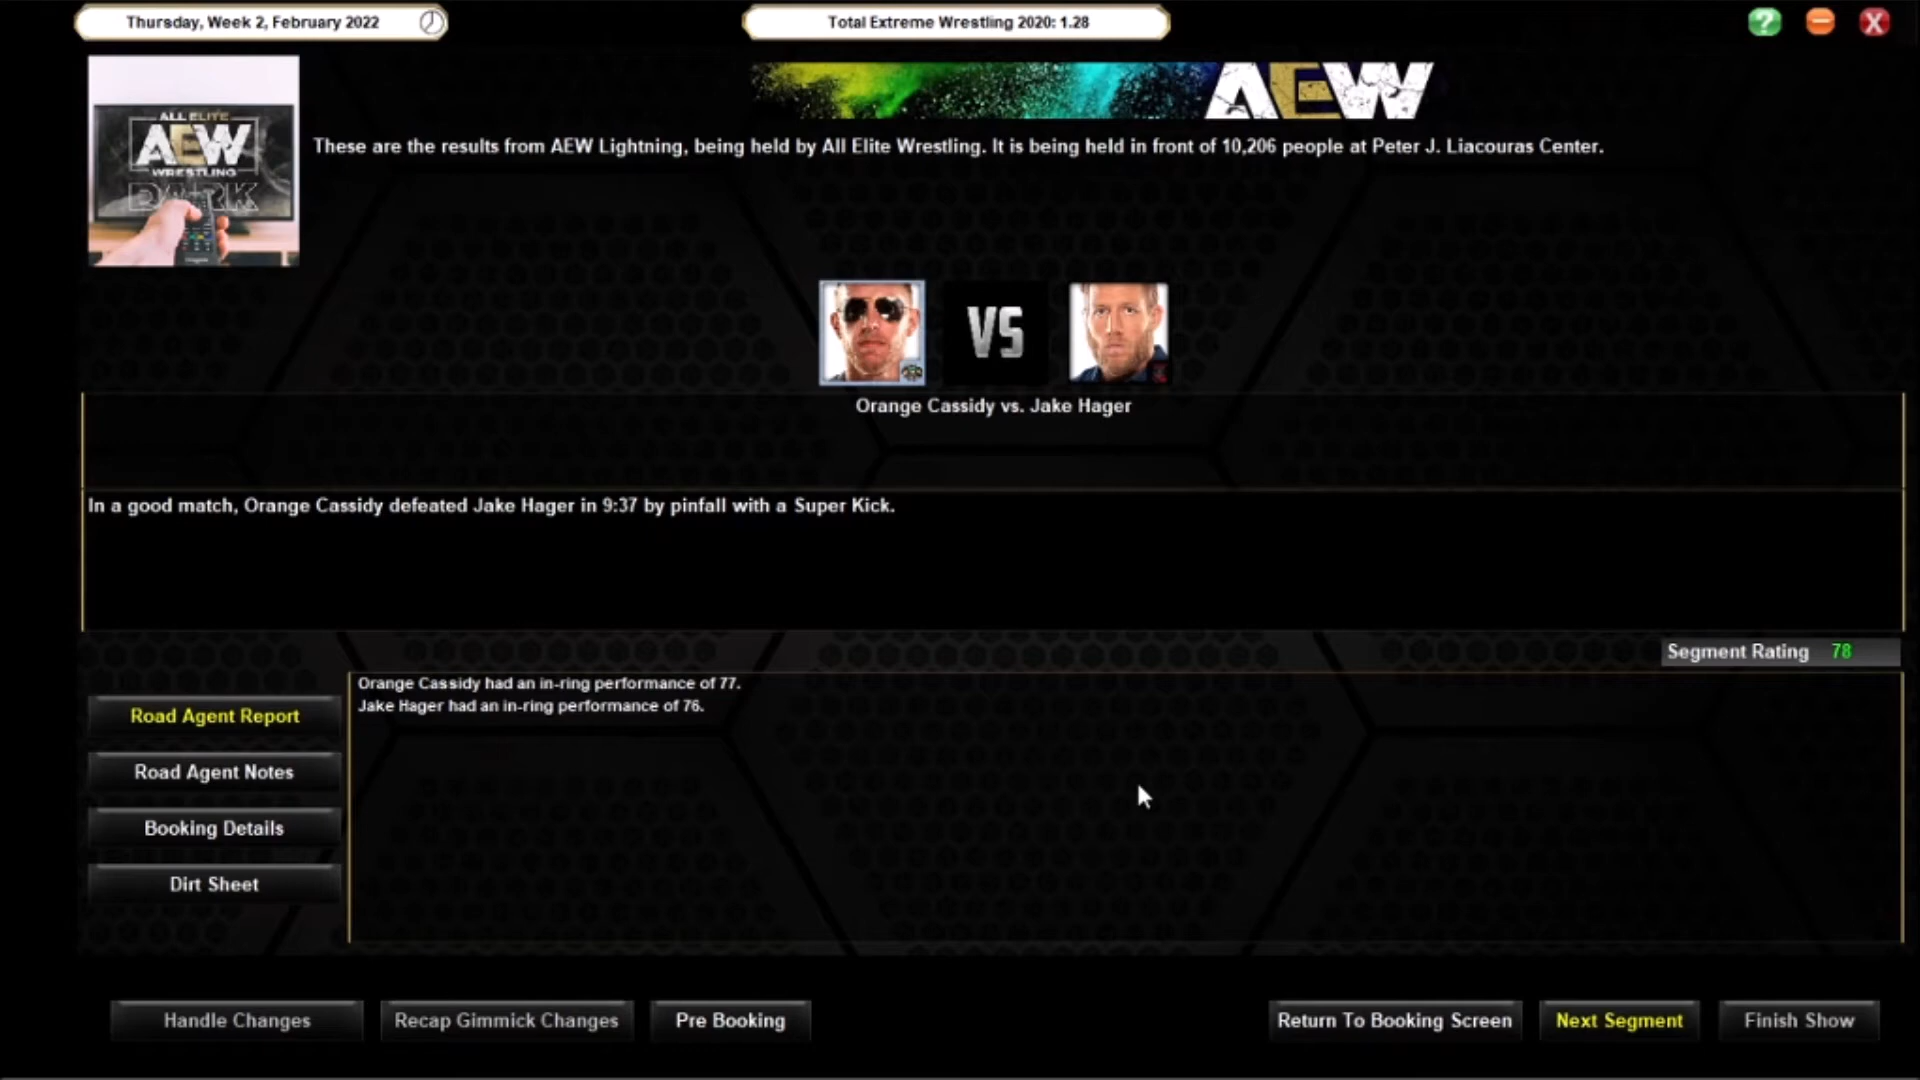 Thursday, Week 2, February 2022
Total Extreme Wrestling 2020: 1.28
?
X
AEW
ALL ELITE
AEW
WRESTLING
DARK
These are the results from AEW Lightning, being held by All Elite Wrestling. It is being held in front of 10,206 people at Peter J. Liacouras Center.
VS
Orange Cassidy vs. Jake Hager
In a good match, Orange Cassidy defeated Jake Hager in 9:37 by pinfall with a Super Kick.
Segment Rating 78
Orange Cassidy had an in-ring performance of 77.
Jake Hager had an in-ring performance of 76.
Road Agent Report
Road Agent Notes
Booking Details
Dirt Sheet
Handle Changes
Recap Gimmick Changes
Pre Booking
Return To Booking Screen
Next Segment
Finish Show